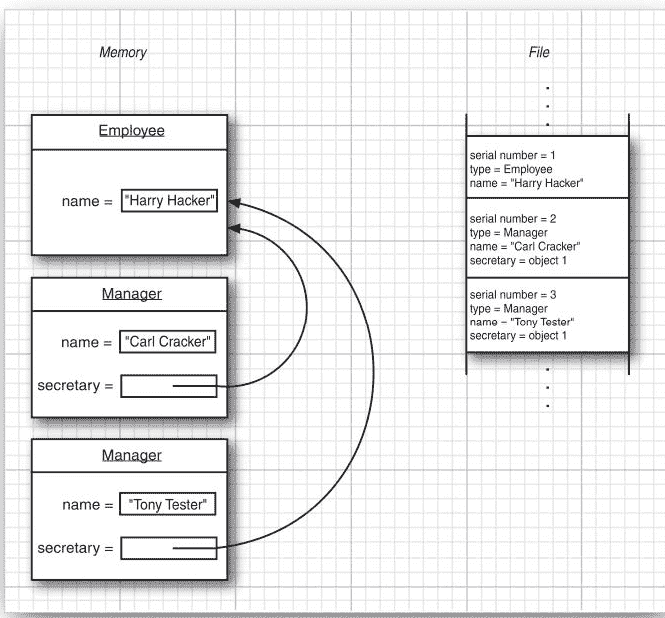 Memory
File
Employee
name = "Harry Hacker"
Manager
name = "Carl Cracker"
secretary =
Manager
name = "Tony Tester"
secretary =
serial number = 1
type = Employee
name = "Harry Hacker"
serial number = 2
type = Manager
name = "Carl Cracker"
secretary = object 1
serial number = 3
type = Manager
name – "Tony Tester"
secretary = object 1